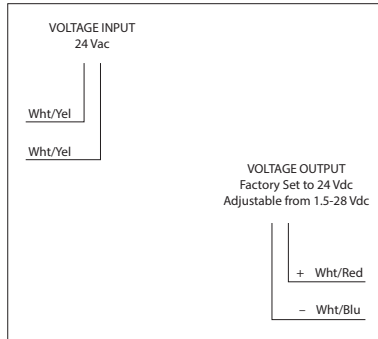 VOLTAGE INPUT
24 Vac
Wht/Yel
Wht/Yel
VOLTAGE OUTPUT
Factory Set to 24 Vdc
Adjustable from 1.5-28 Vdc
+ Wht/Red
– Wht/Blu